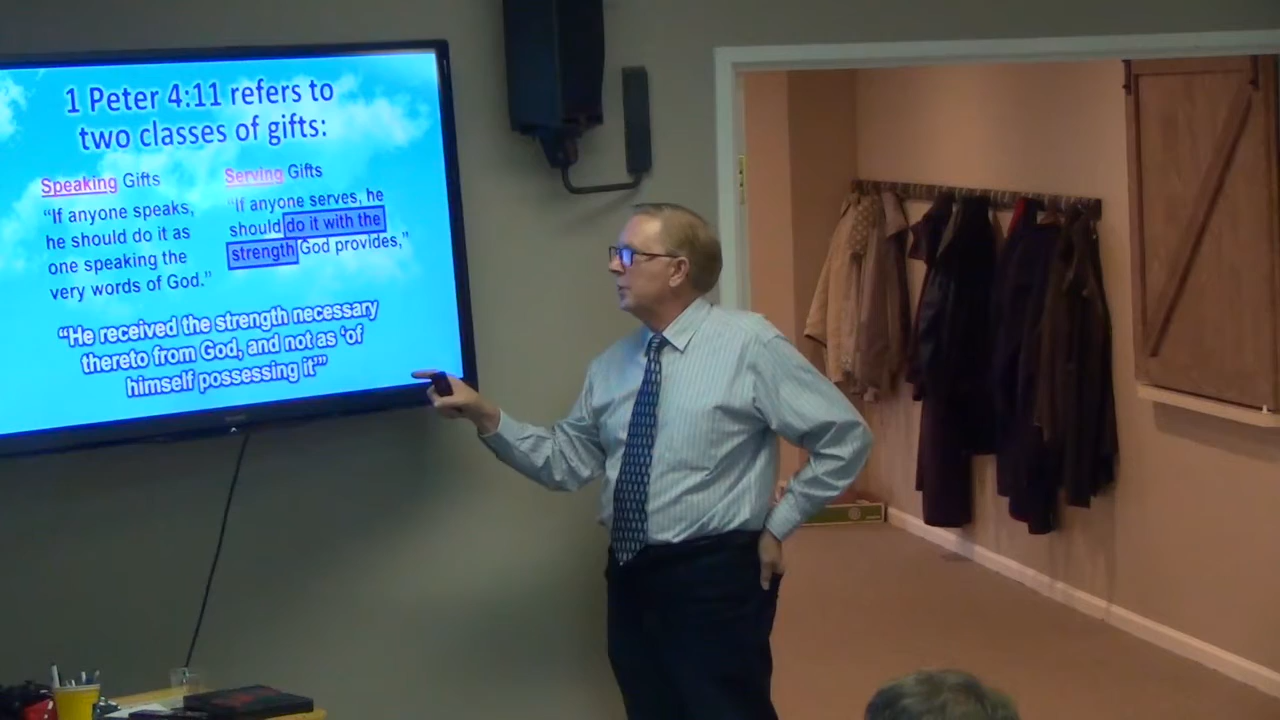 1 Peter 4:11 refers to
two classes of gifts:
Speaking Gifts
"If anyone speaks,
he should do it as
one speaking the
very words of God."
Serving Gifts
"If anyone serves, he
should do it with the
strength God provides,"
"He received the strength necessary
thereto from God, and not as 'of
himself possessing it'"